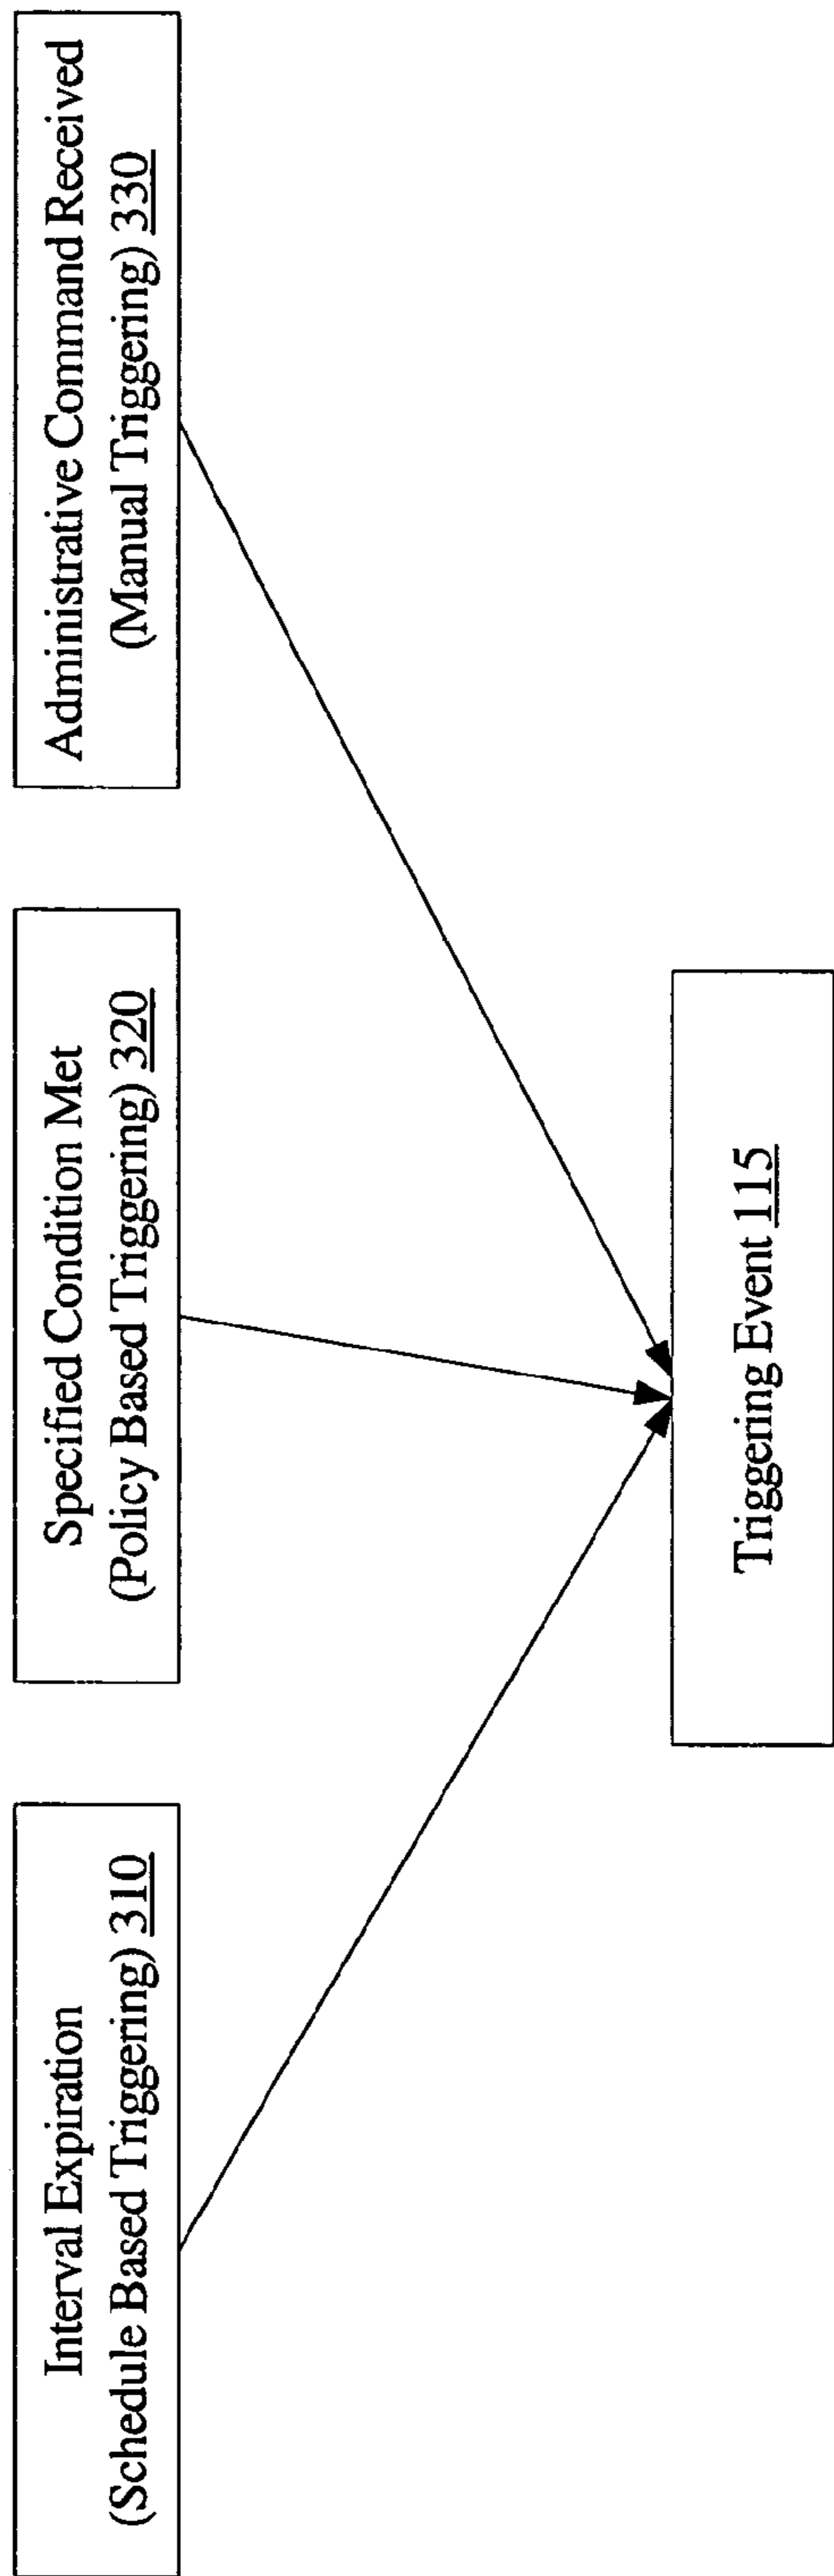 Interval Expiration
(Schedule Based Triggering) 310
Specified Condition Met
(Policy Based Triggering) 320
Administrative Command Received
(Manual Triggering) 330
Triggering Event 115